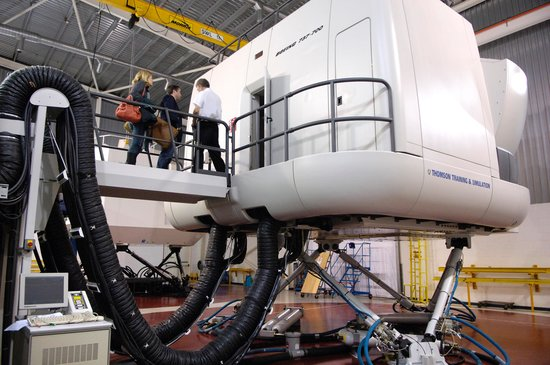 BOEING 737-700
THOMSON TRAINING & SIMULATION